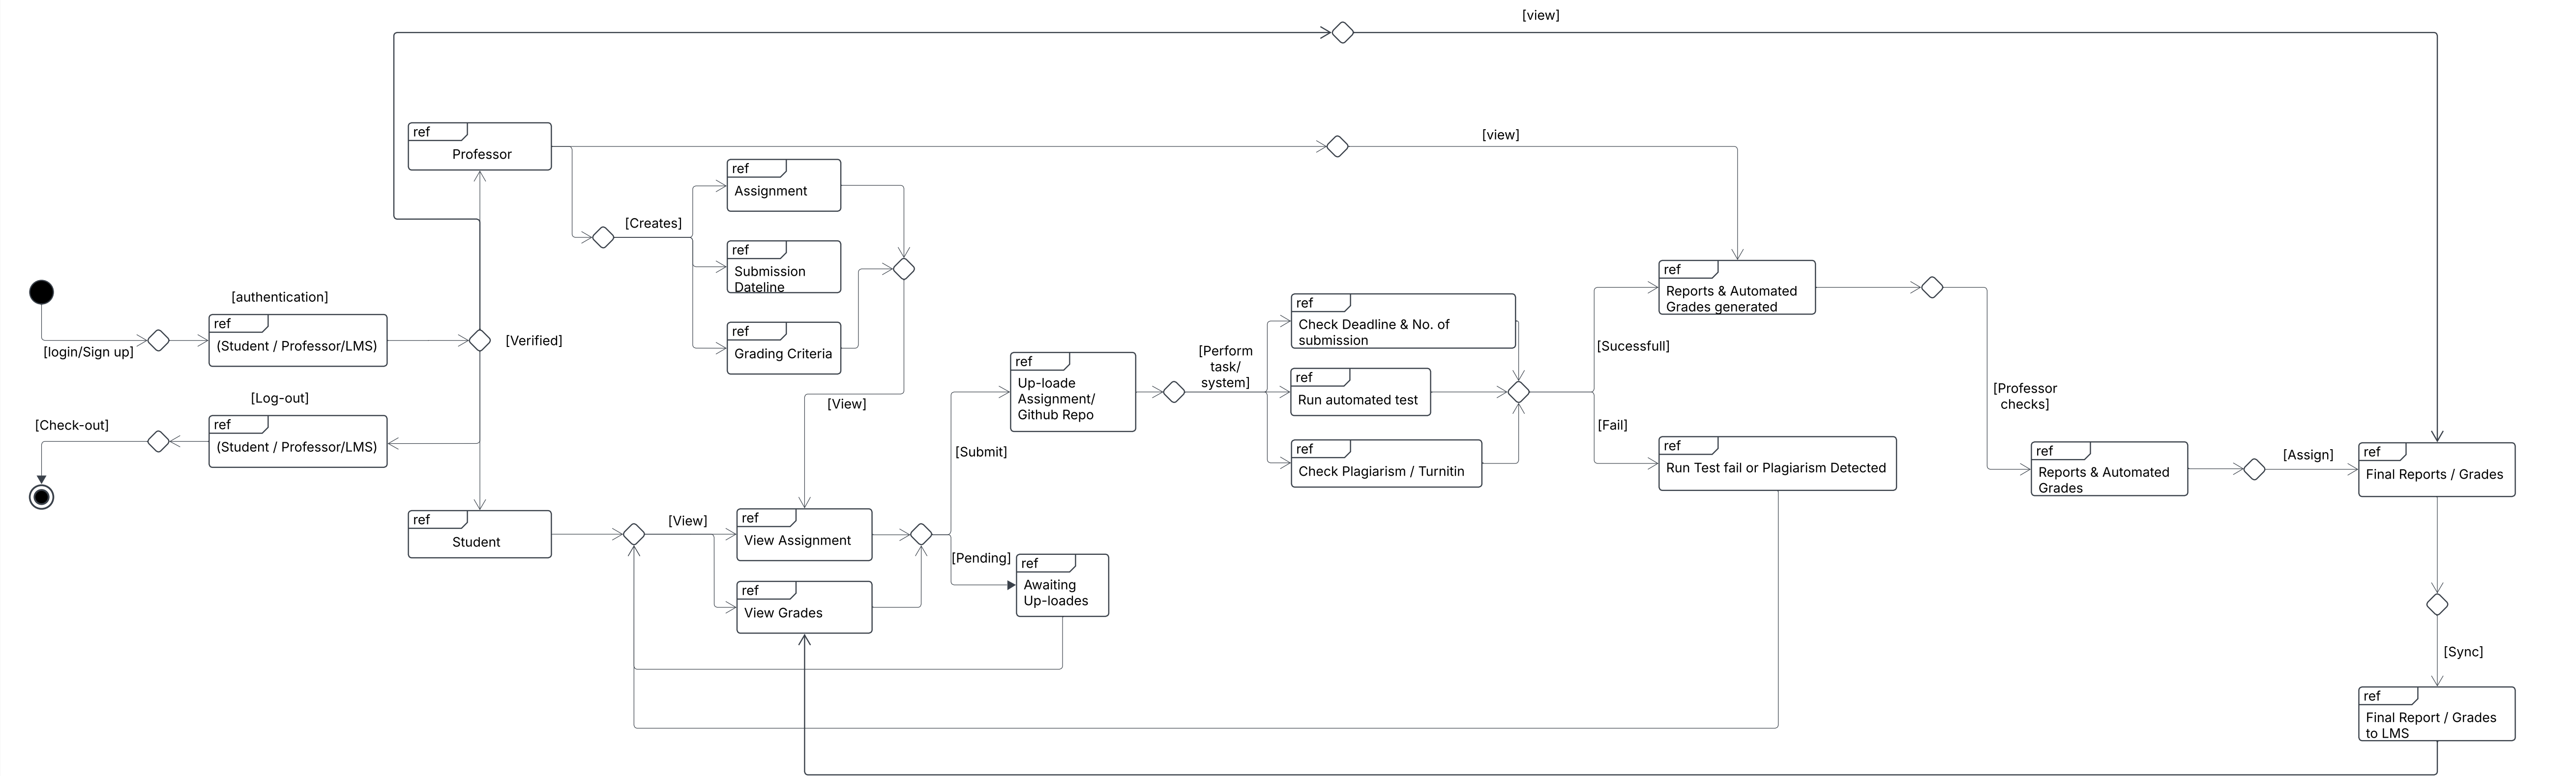 [view]
ref
Professor
[view]
ref
Assignment
[Creates]
ref
Submission
Dateline
ref
Grading Criteria
[View]
[authentication]
ref
(Student / Professor/LMS)
[login/Sign up]
[Verified]
[Log-out]
ref
(Student / Professor/LMS)
[Check-out]
ref
Student
[View]
ref
View Assignment
ref
View Grades
[Submit]
[Pending]
ref
Awaiting
Up-loades
ref
Up-loade
Assignment/
Github Repo
[Perform
task/
system]
ref
Check Deadline & No. of
submission
ref
Run automated test
ref
Check Plagiarism / Turnitin
[Sucessfull]
[Fail]
ref
Reports & Automated
Grades generated
ref
Run Test fail or Plagiarism Detected
[Professor
checks]
ref
Reports & Automated
Grades
[Assign]
ref
Final Reports / Grades
[Sync]
ref
Final Report / Grades
to LMS